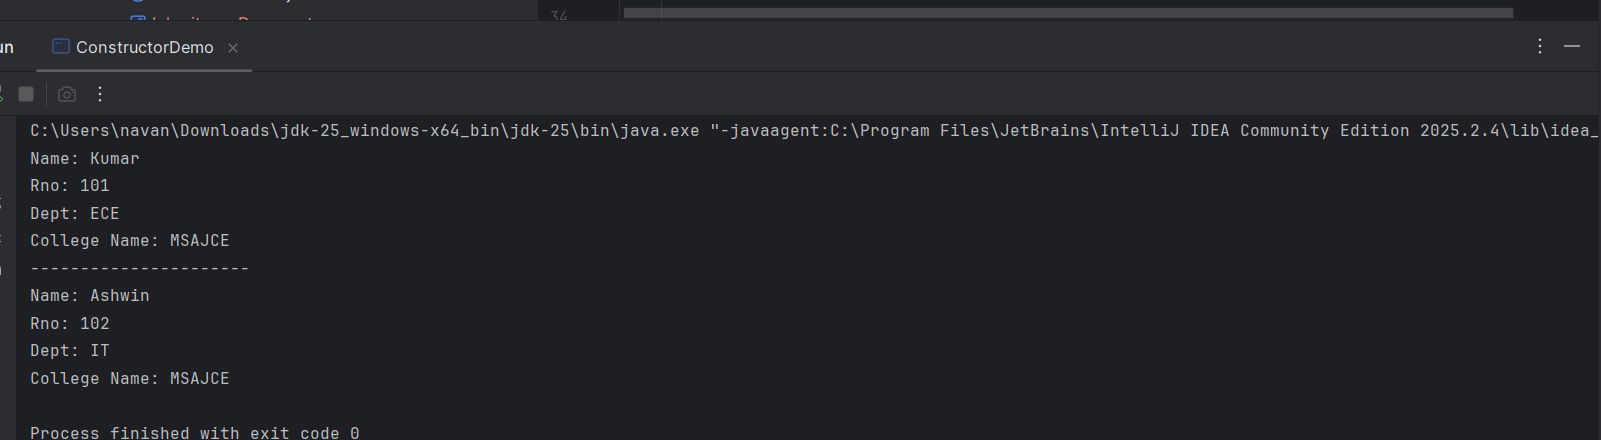 34
ConstructorDemo
C:\Users\navan\Downloads\jdk-25_windows-x64_bin\jdk-25\bin\java.exe "-javaagent:C:\Program Files\JetBrains\IntelliJ IDEA Community Edition 2025.2.4\lib\idea_
Name: Kumar
Rno: 101
Dept: ECE
College Name: MSAJCE
----------------------
Name: Ashwin
Rno: 102
Dept: IT
College Name: MSAJCE
Process finished with exit code 0